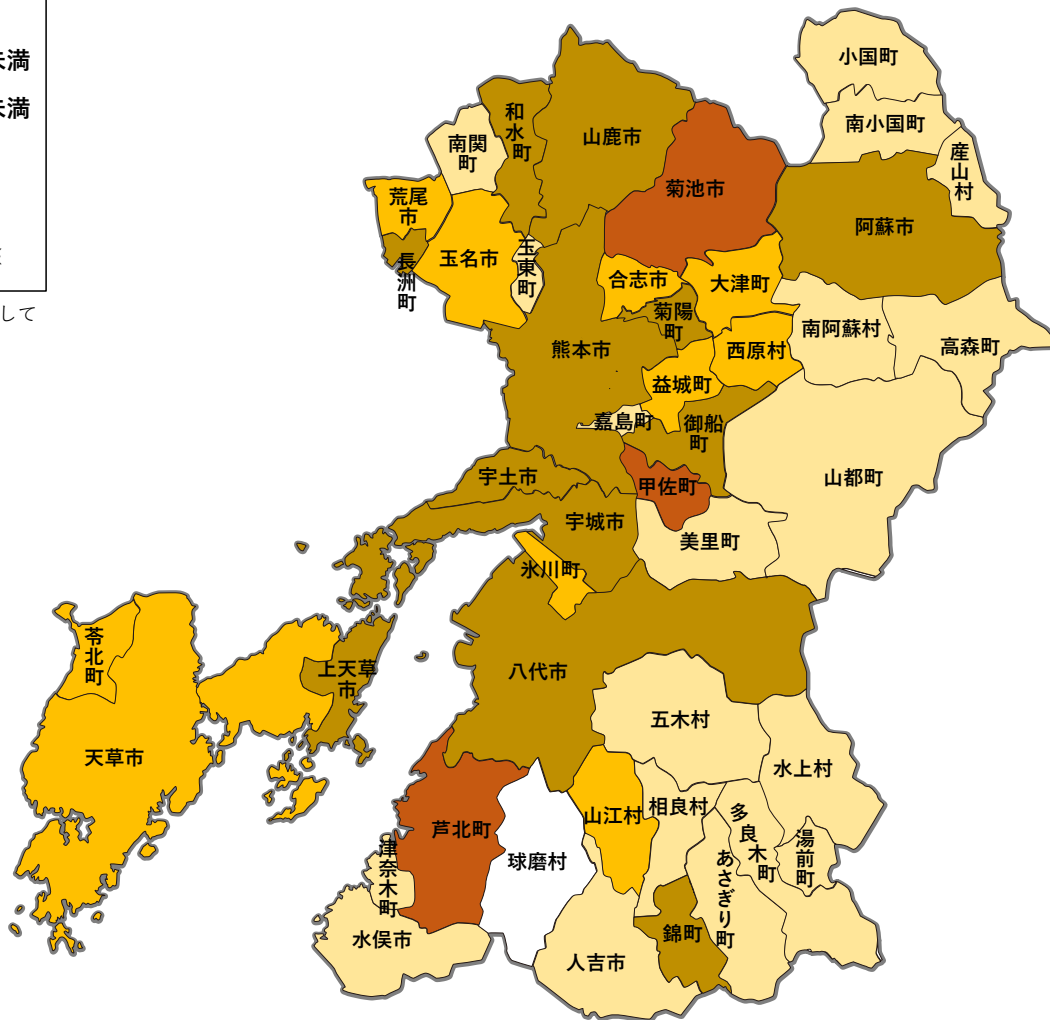 未満
未満
して
小国町
南小国町
産山村
和水町
山鹿市
南関町
菊池市
荒尾市
阿蘇市
玉名市
玉東町
長洲町
合志市
大津町
菊陽町
南阿蘇村
高森町
熊本市
西原村
益城町
嘉島町
御船町
宇土市
甲佐町
山都町
宇城市
美里町
氷川町
苓北町
上天草市
八代市
五木村
天草市
水上村
山江村
相良村
多良木町
湯前町
芦北町
津奈木町
球磨村
あさぎり町
水俣市
錦町
人吉市